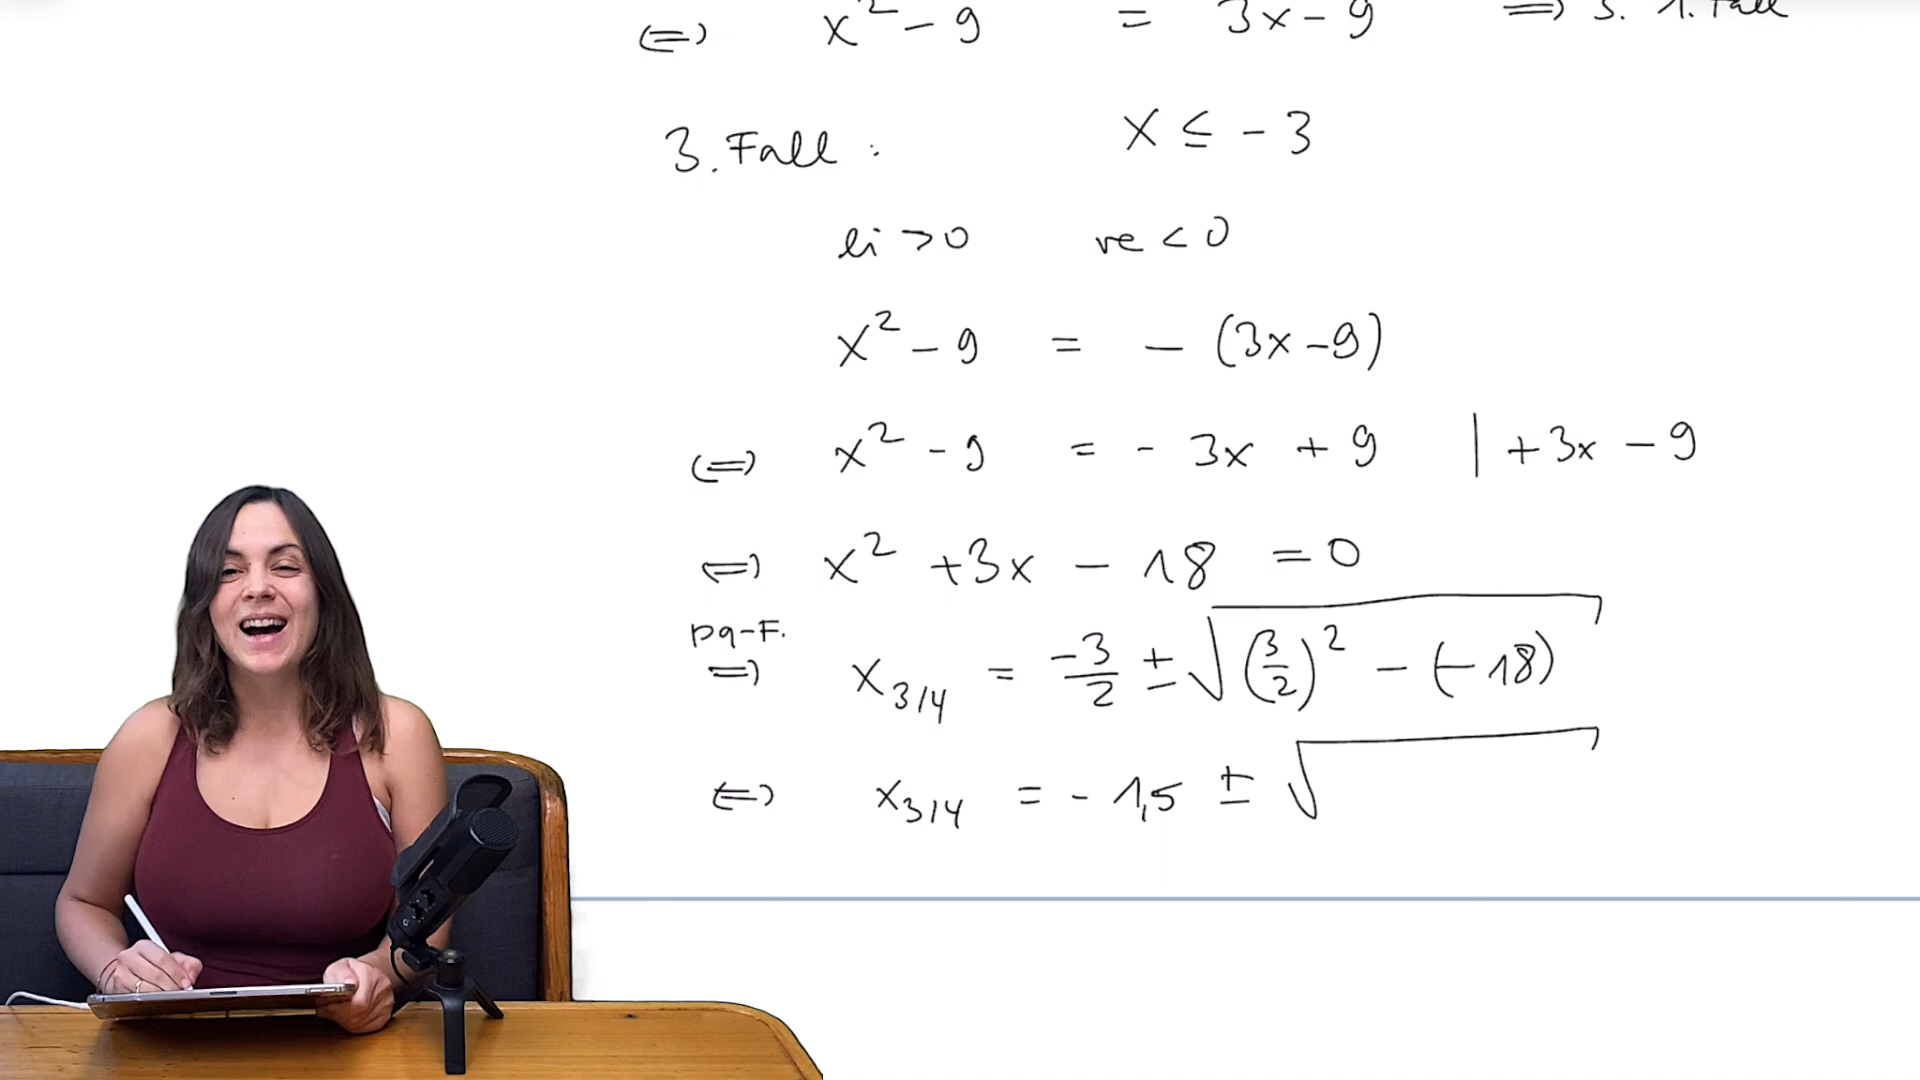 ⟺ x² - 9 = 3x - 9 ⟹ s. 1. Fall
3. Fall : x ≤ - 3
li > 0 re < 0
x² - 9 = - (3x - 9)
⟺ x² - 9 = - 3x + 9 | + 3x - 9
⟺ x² + 3x - 18 = 0
pq-F.
⟹ x₃/₄ = -3/2 ± √((3/2)² - (-18))
⟺ x₃/₄ = - 1,5 ± √